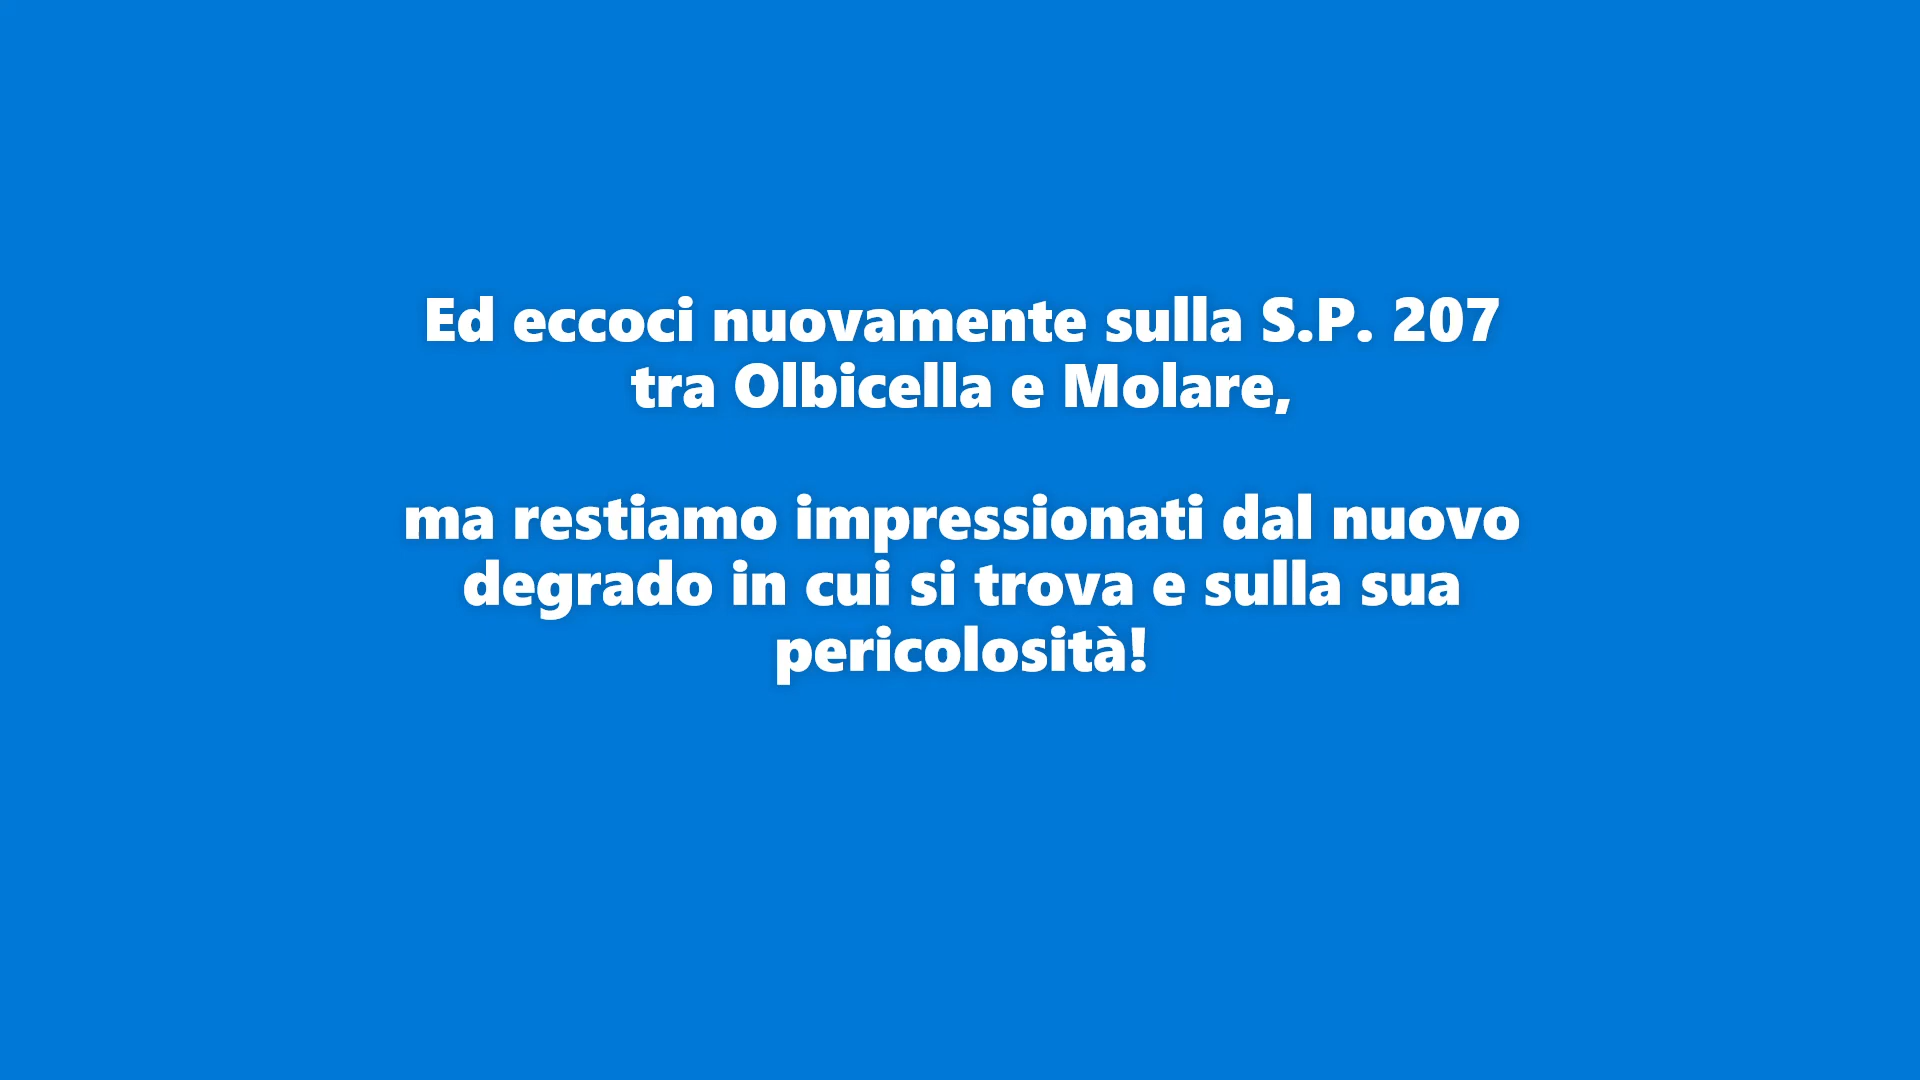 Ed eccoci nuovamente sulla S.P. 207
tra Olbicella e Molare,
ma restiamo impressionati dal nuovo
degrado in cui si trova e sulla sua
pericolosità!